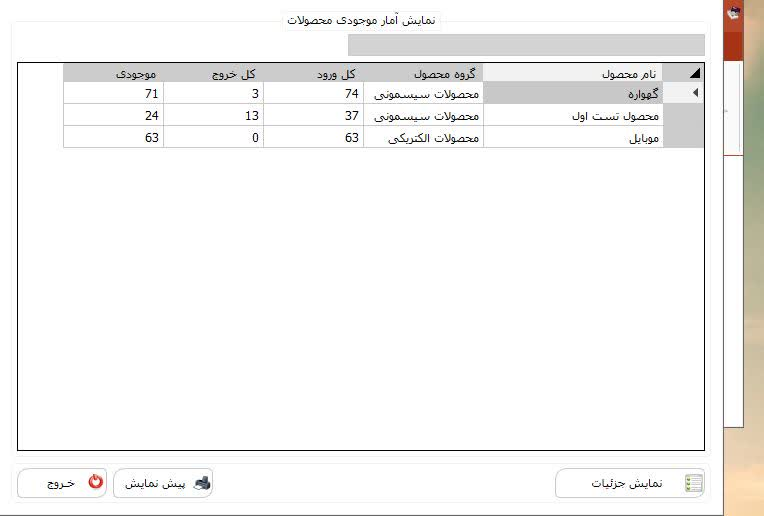 نمایش آمار موجودی محصولات
نام محصول گروه محصول کل ورود کل خروج موجودی
گهواره محصولات سیسمونی 74 3 71
محصول تست اول محصولات سیسمونی 37 13 24
موبایل محصولات الکتریکی 63 0 63
نمایش جزئیات پیش نمایش خروج